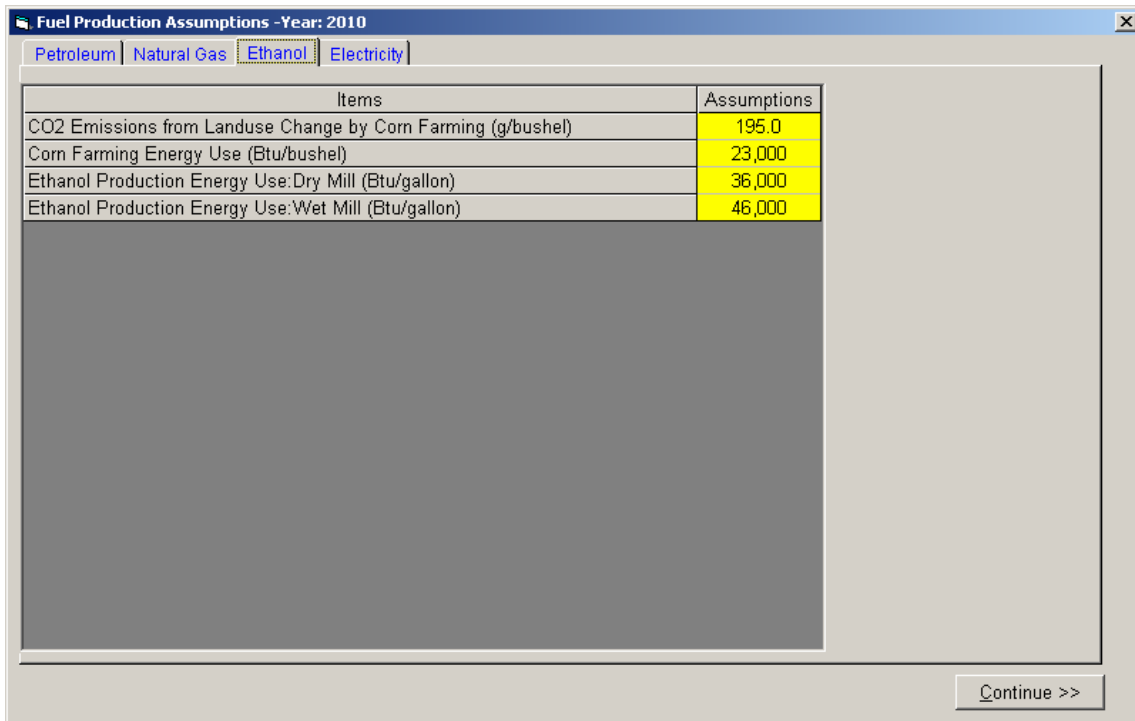 Fuel Production Assumptions -Year: 2010
Petroleum Natural Gas Ethanol Electricity
Items Assumptions
CO2 Emissions from Landuse Change by Corn Farming (g/bushel) 195.0
Corn Farming Energy Use (Btu/bushel) 23,000
Ethanol Production Energy Use:Dry Mill (Btu/gallon) 36,000
Ethanol Production Energy Use:Wet Mill (Btu/gallon) 46,000
Continue >>